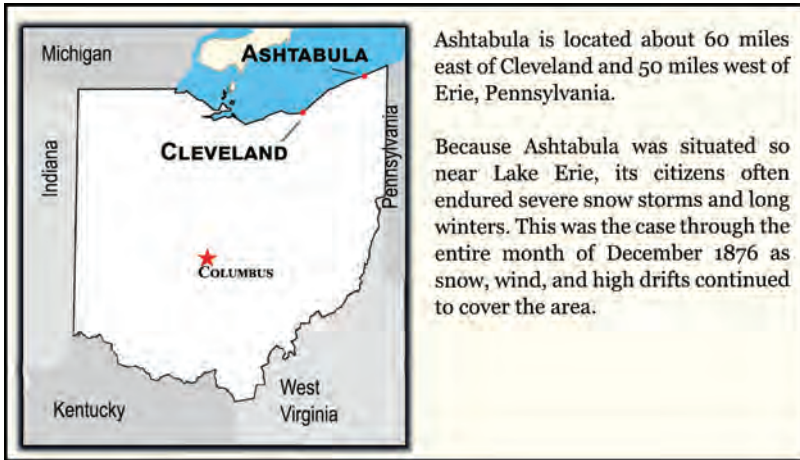 Michigan
ASHTABULA
CLEVELAND
Indiana
Pennsylvania
COLUMBUS
Kentucky
West
Virginia
Ashtabula is located about 60 miles
east of Cleveland and 50 miles west of
Erie, Pennsylvania.
Because Ashtabula was situated so
near Lake Erie, its citizens often
endured severe snow storms and long
winters. This was the case through the
entire month of December 1876 as
snow, wind, and high drifts continued
to cover the area.